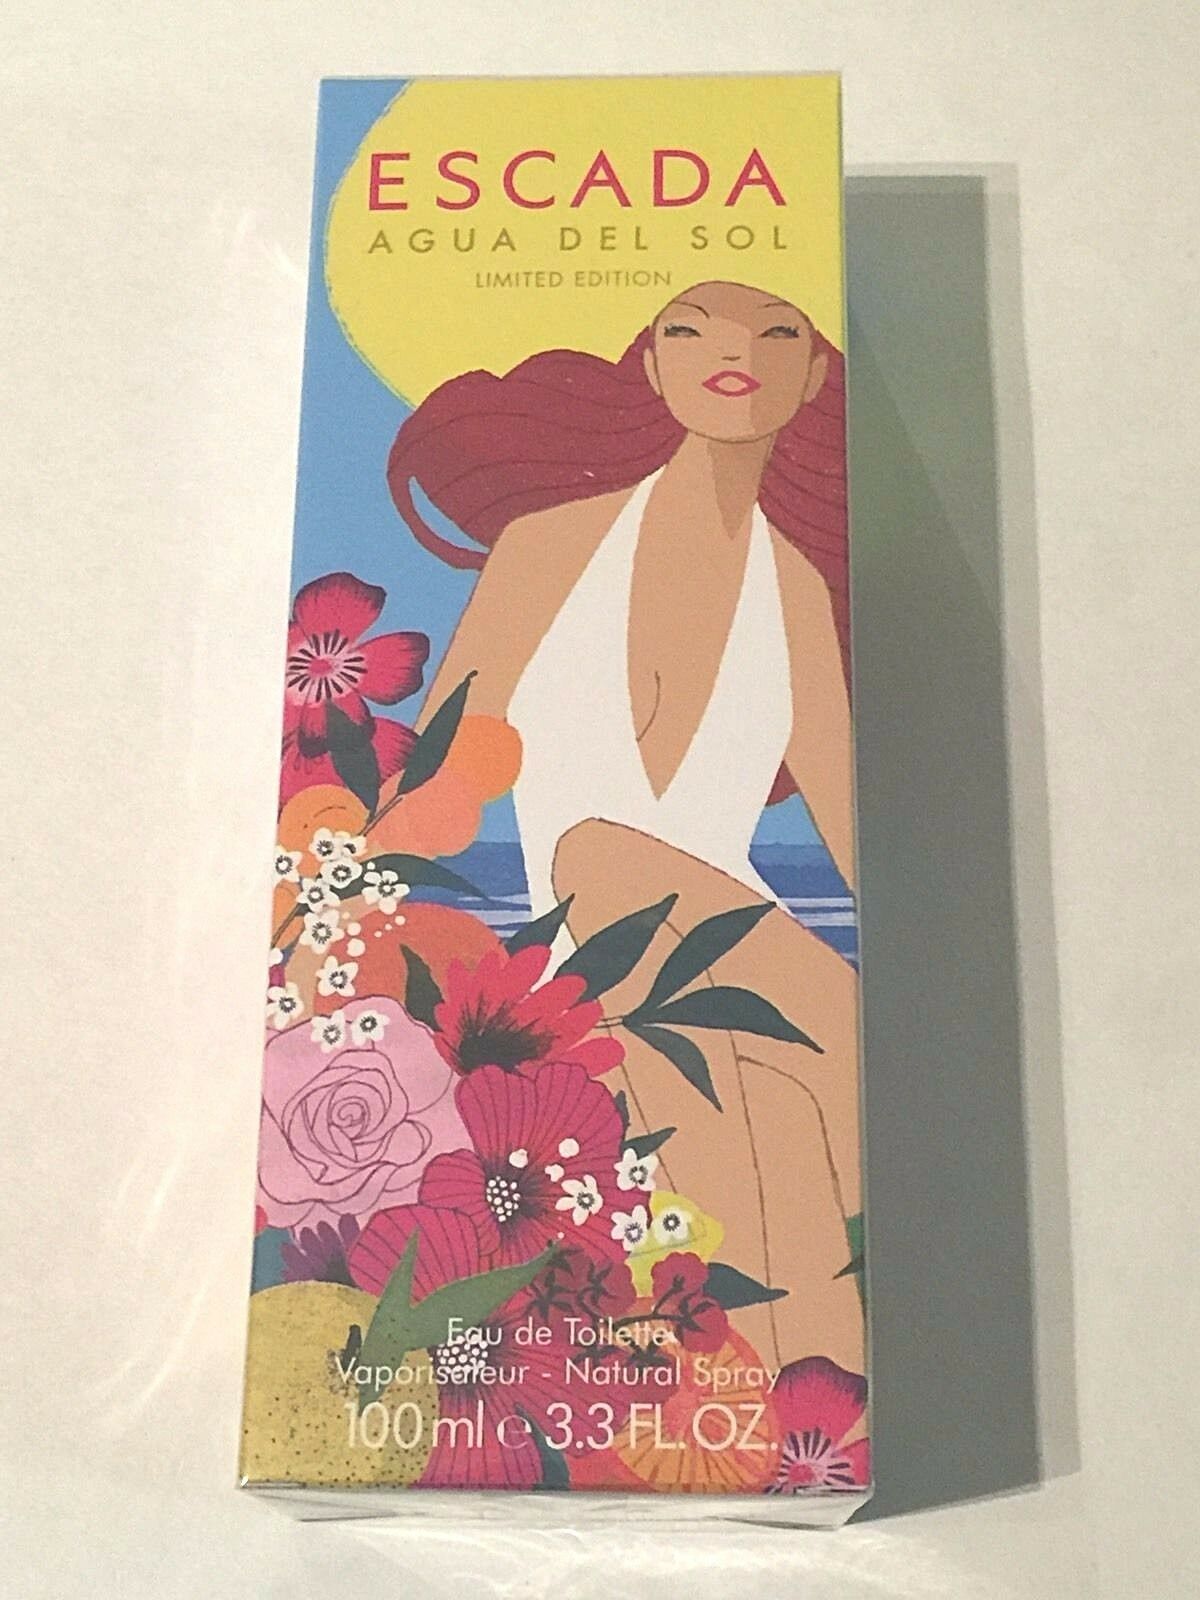 ESCADA
AGUA DEL SOL
LIMITED EDITION
Eau de Toilette
Vaporisateur - Natural Spray
100 ml e 3.3 FL. OZ.